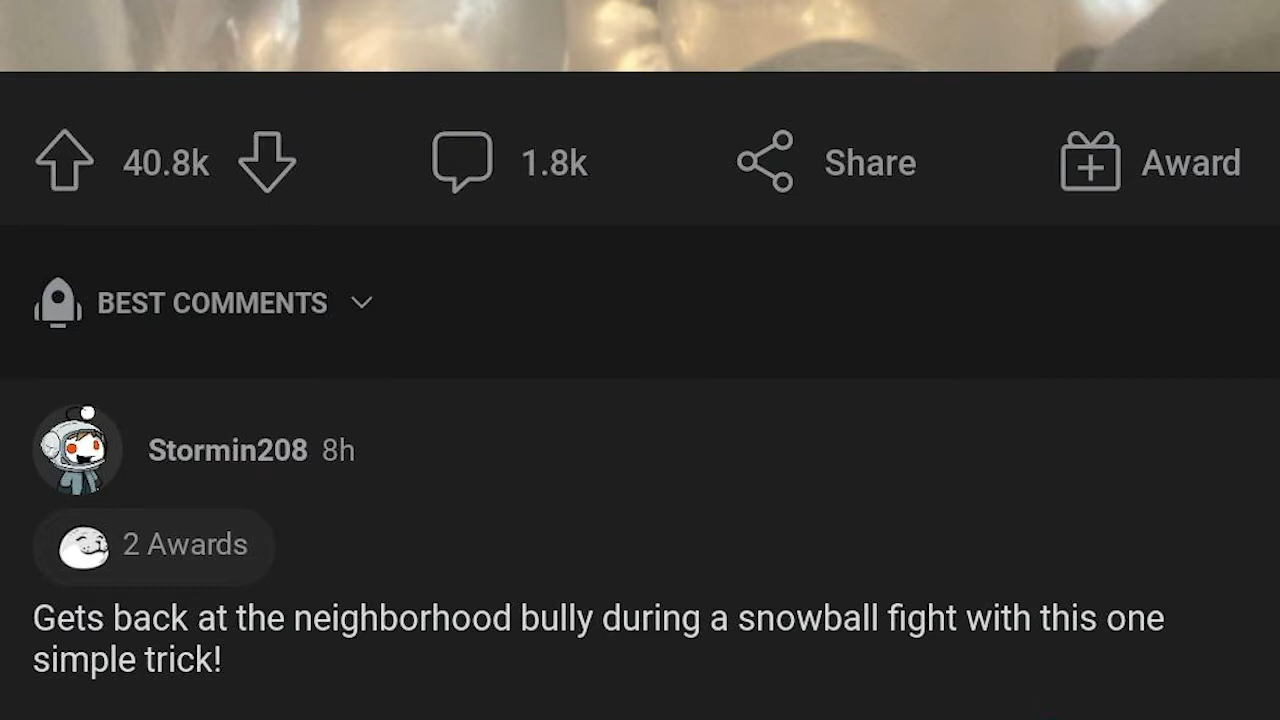 40.8k 1.8k Share Award
BEST COMMENTS
Stormin208 8h
2 Awards
Gets back at the neighborhood bully during a snowball fight with this one
simple trick!